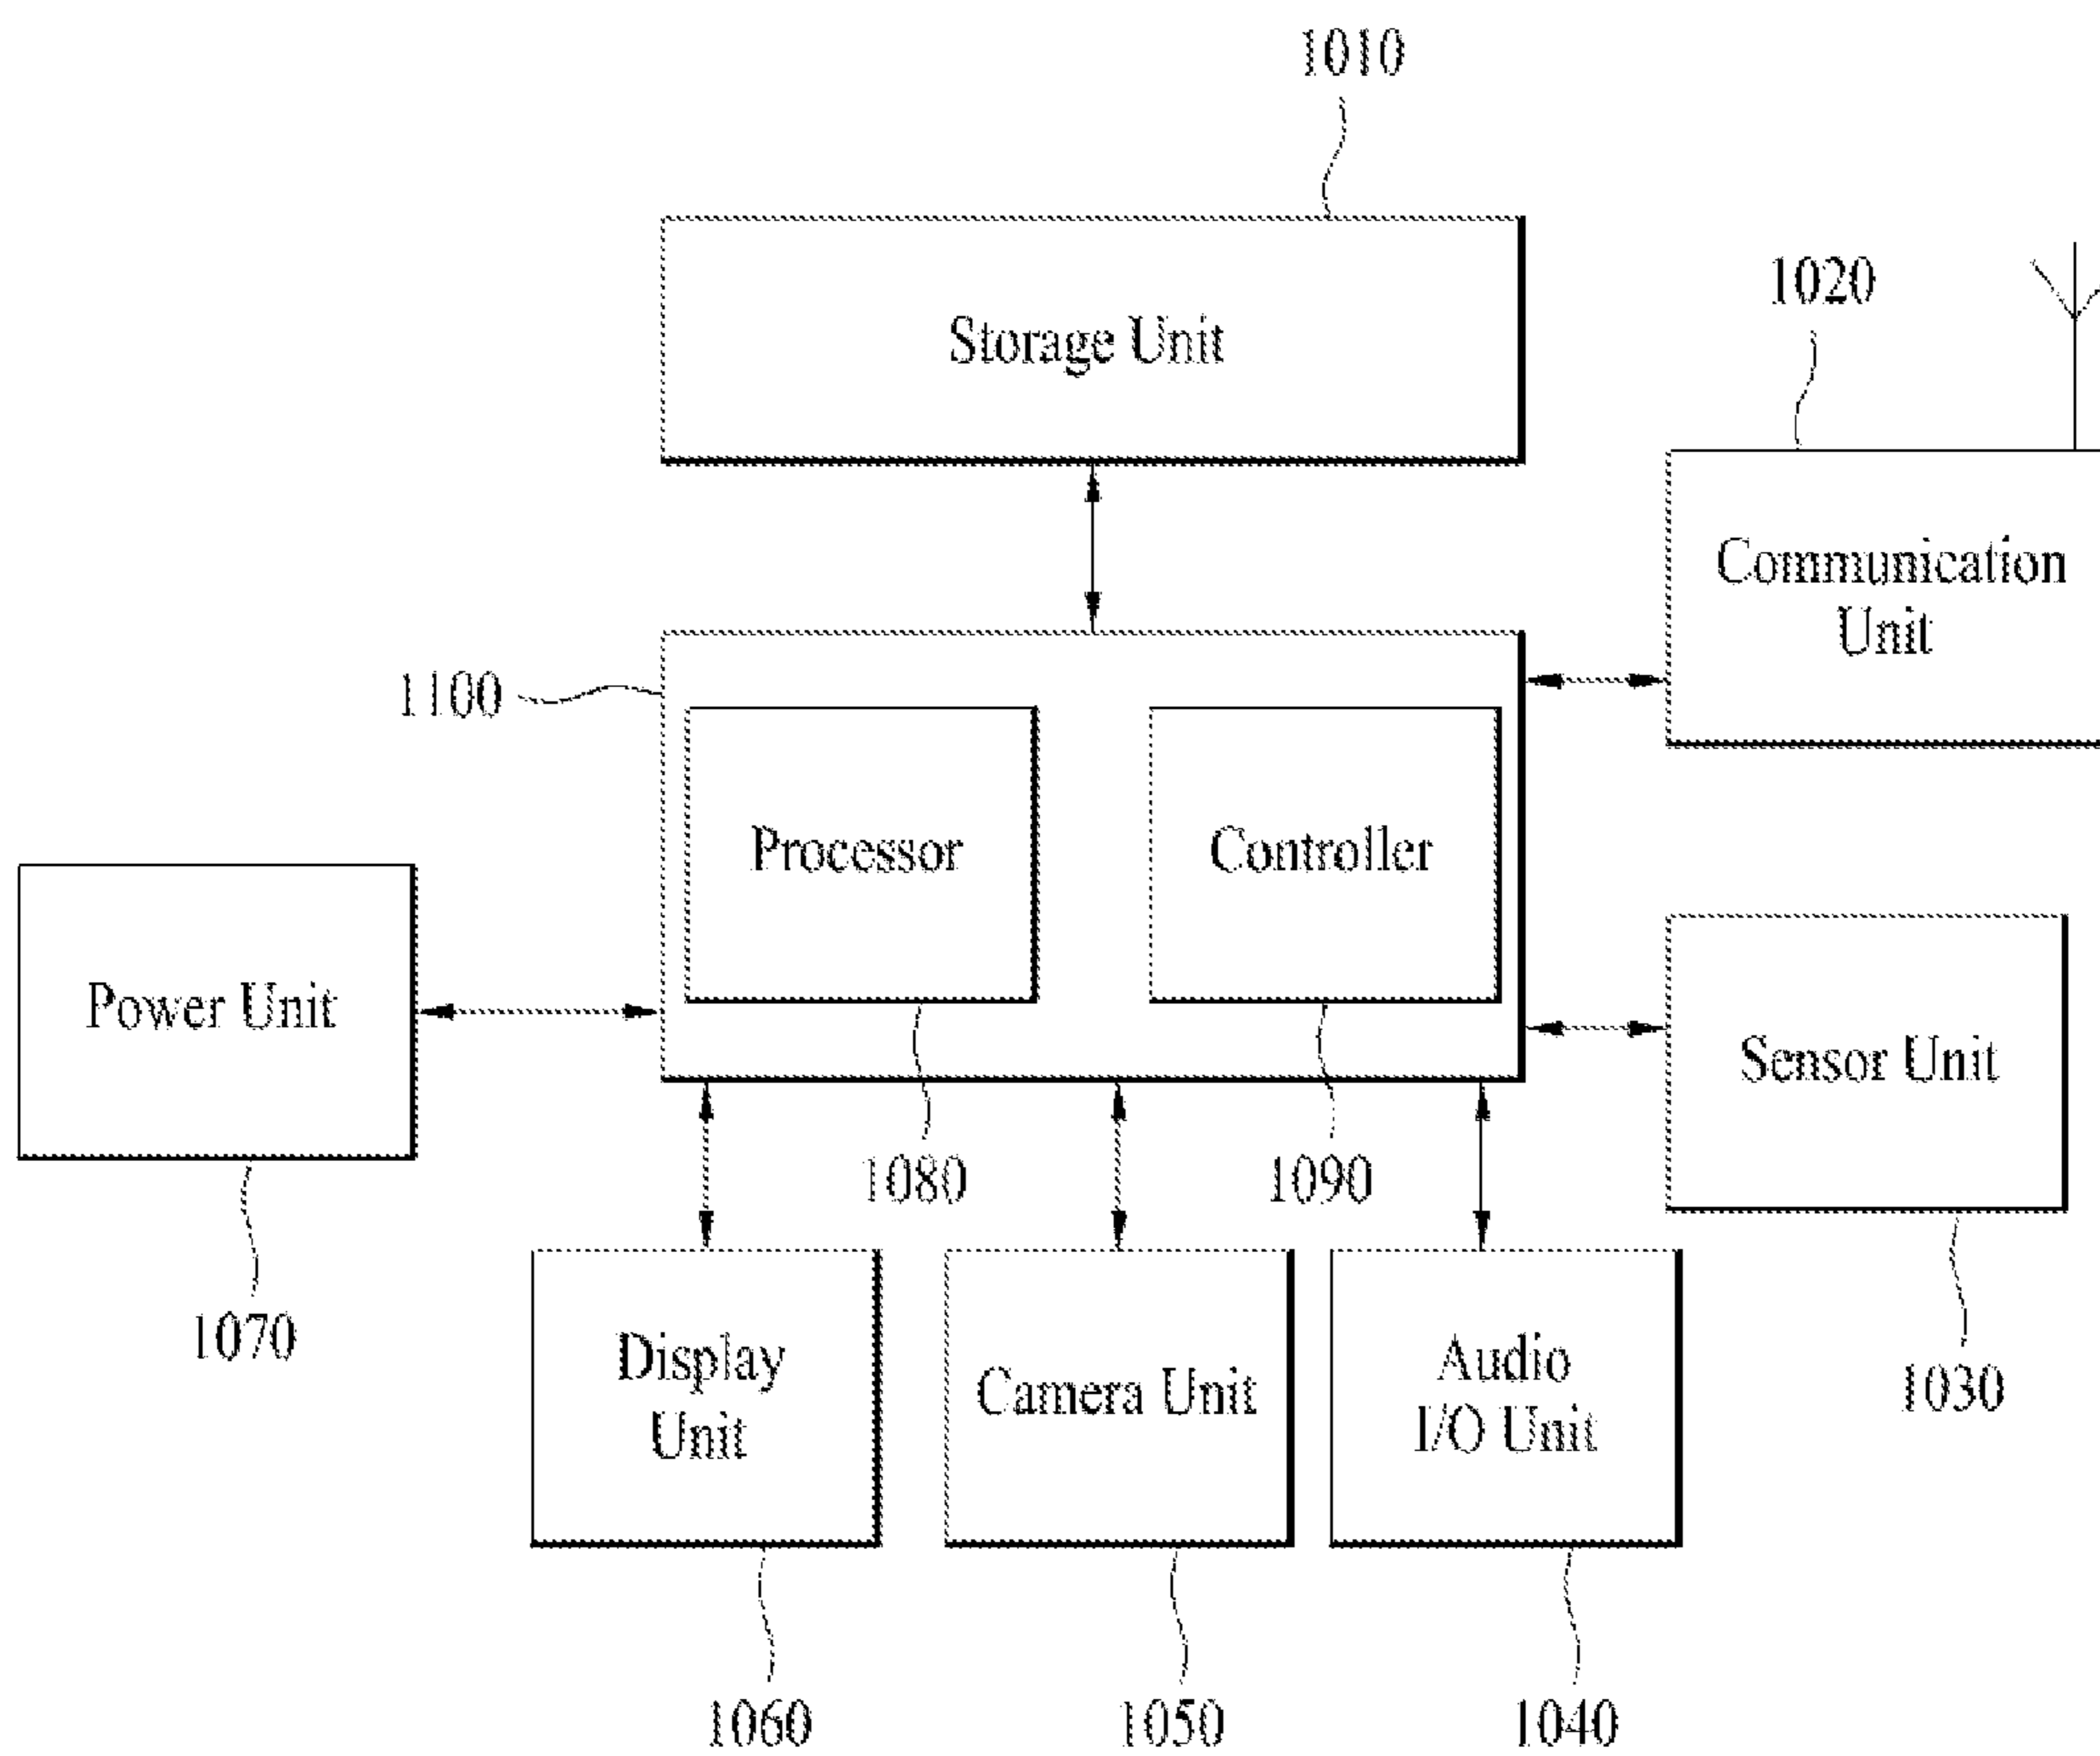 1010
Storage Unit
1020
Communication
Unit
1100
Processor
Controller
Power Unit
Sensor Unit
1080
1090
1070
Display
Unit
Camera Unit
Audio
I/O Unit
1030
1060
1050
1040